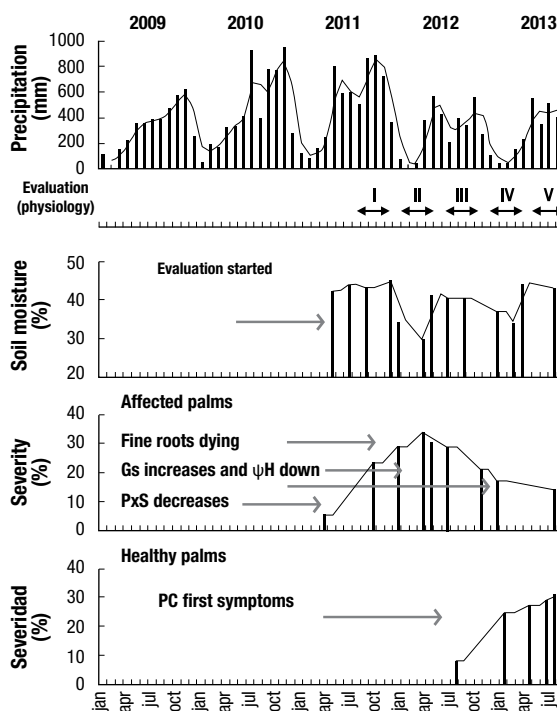 2009 2010 2011 2012 2013
Precipitation
(mm)
1000
800
600
400
200
0
Evaluation
(physiology)
I II III IV V
Soil moisture
(%)
50
40
30
20
Evaluation started
Severity
(%)
40
30
20
10
0
Affected palms
Fine roots dying
Gs increases and ψH down
PxS decreases
Severidad
(%)
40
30
20
10
0
Healthy palms
PC first symptoms
jan apr jul oct jan apr jul oct jan apr jul oct jan apr jul oct jan apr jul